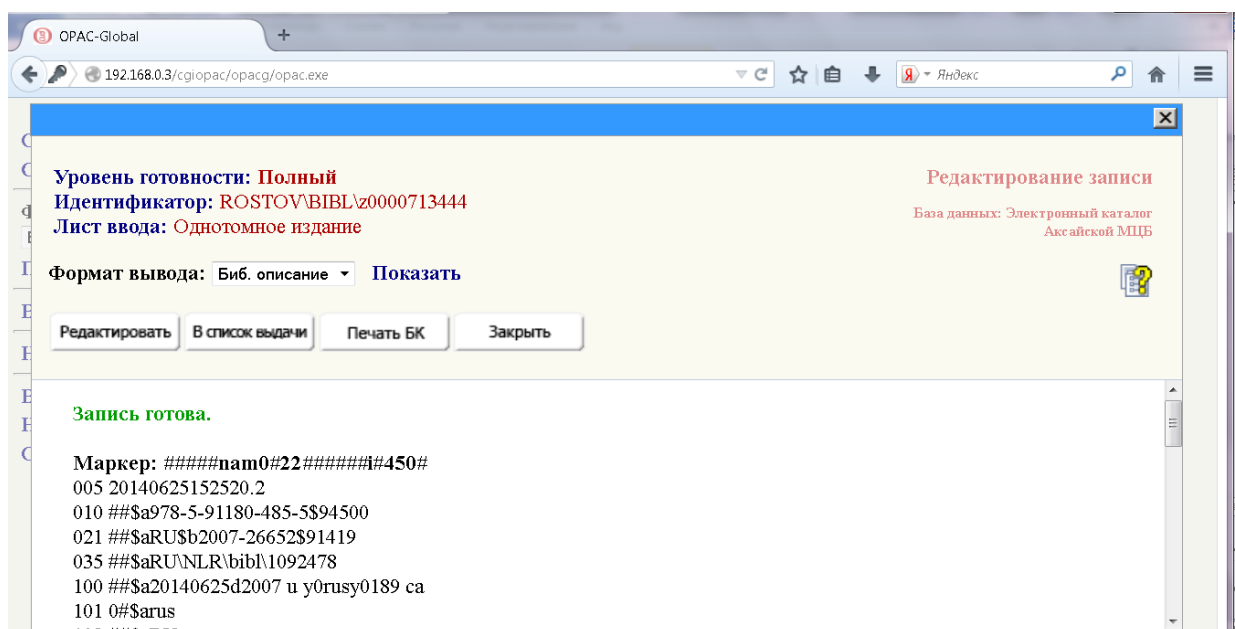 OPAC-Global
192.168.0.3/cgiopac/opacg/opac.exe
Яндекс
Уровень готовности: Полный
Идентификатор: ROSTOV\BIBL\z0000713444
Лист ввода: Однотомное издание
Редактирование записи
База данных: Электронный каталог
Аксайской МЦБ
Формат вывода: Биб. описание Показать
Редактировать В список выдачи Печать БК Закрыть
Запись готова.
Маркер: #####nam0#22######i#450#
005 20140625152520.2
010 ##$a978-5-91180-485-5$94500
021 ##$aRU$b2007-26652$91419
035 ##$aRU\NLR\bibl\1092478
100 ##$a20140625d2007 u y0rusy0189 ca
101 0#$arus